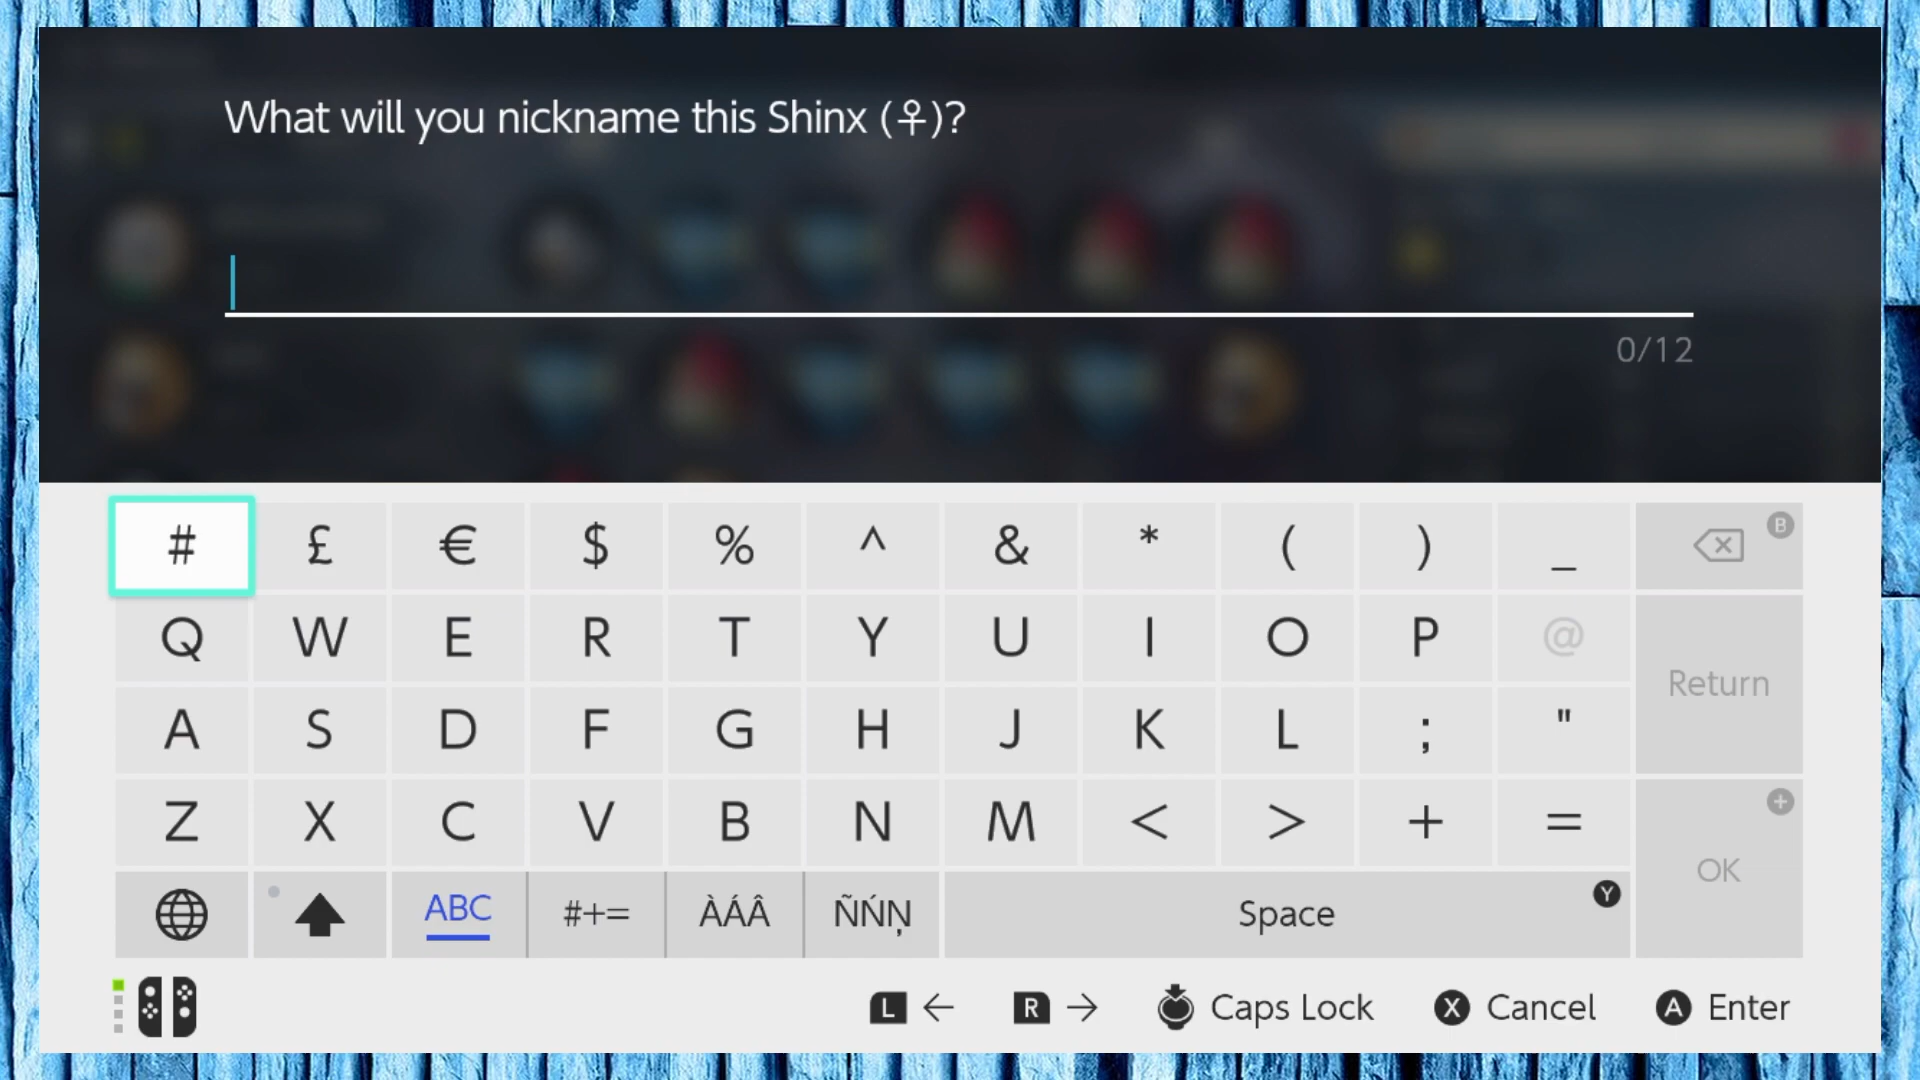 What will you nickname this Shinx (♀)?
0/12
# £ € $ % ^ & * ( ) _ B
Q W E R T Y U I O P @ Return
A S D F G H J K L ; "
Z X C V B N M < > + = + OK
ABC #+= ÀÁÂ ÑŃŅ Space Y
L ← R → Caps Lock X Cancel A Enter